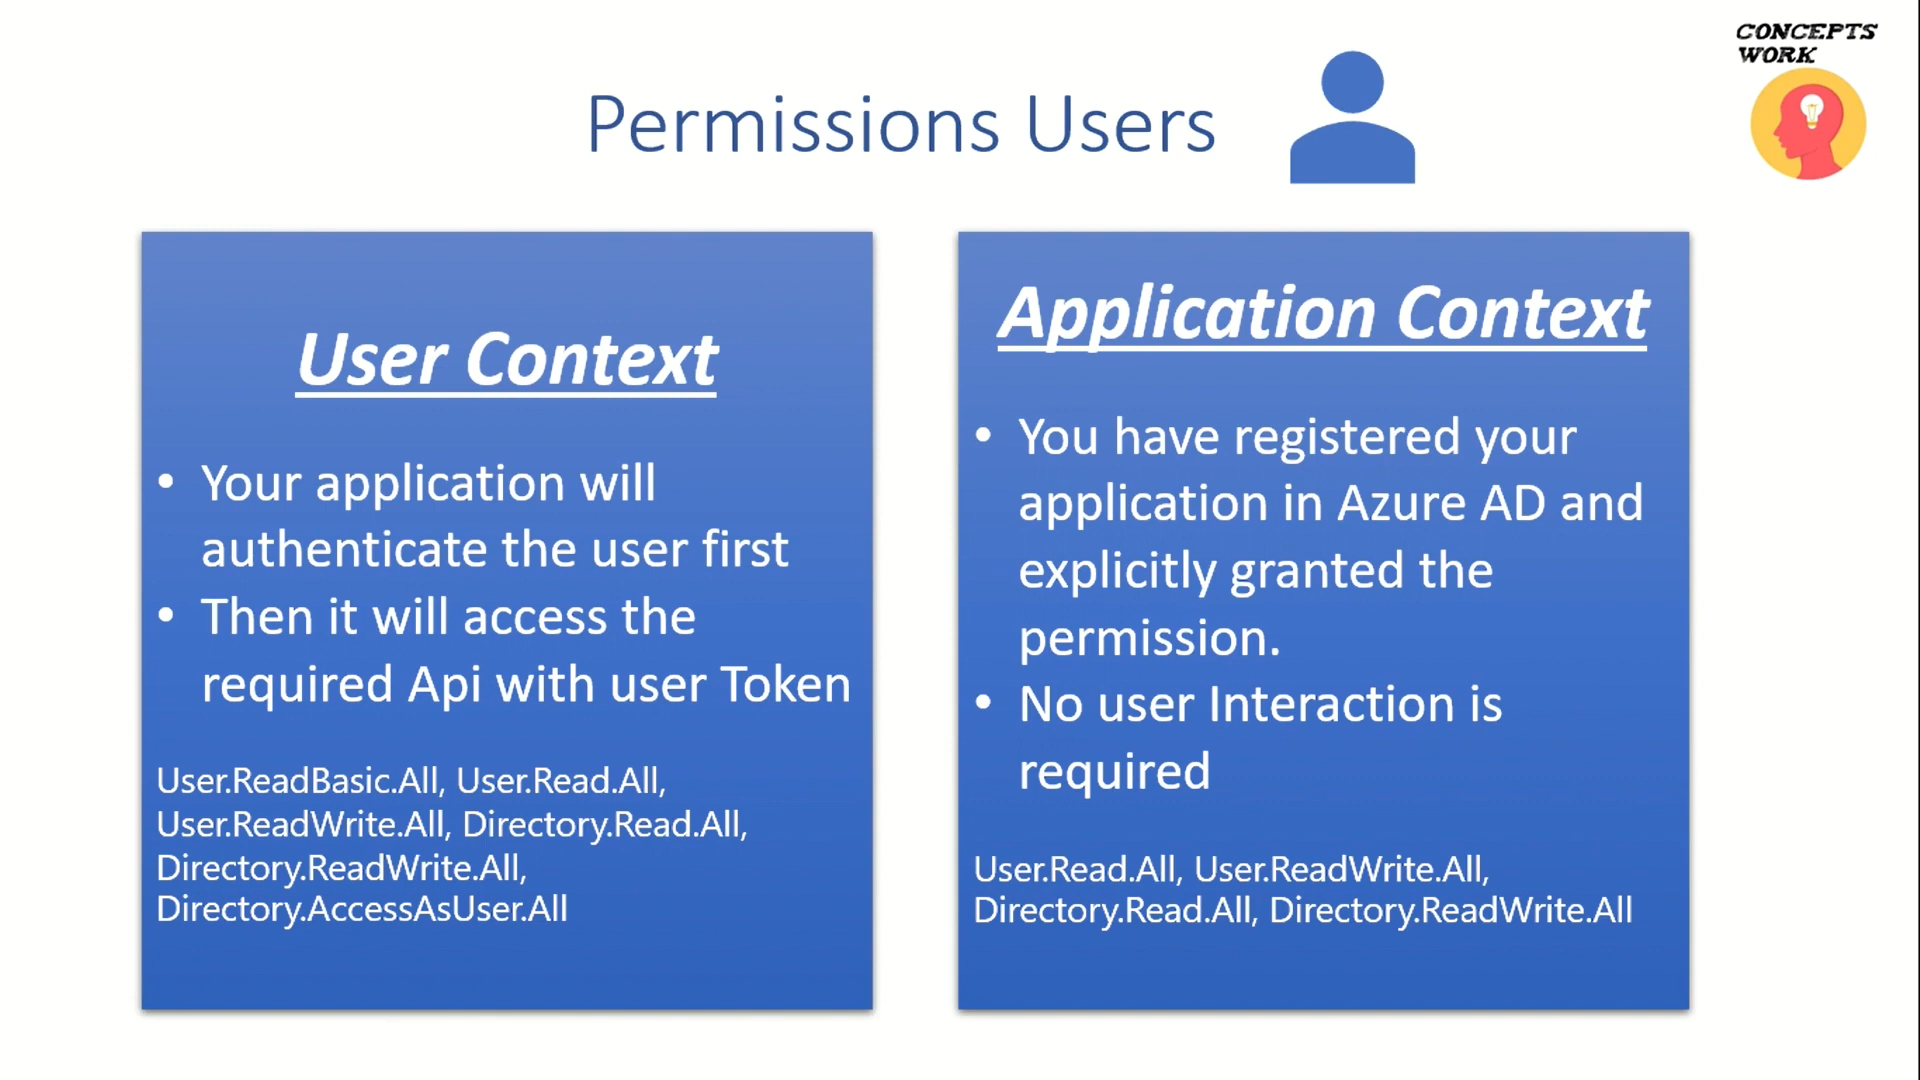 CONCEPTS
WORK
Permissions Users
User Context
• Your application will
authenticate the user first
• Then it will access the
required Api with user Token
User.ReadBasic.All, User.Read.All,
User.ReadWrite.All, Directory.Read.All,
Directory.ReadWrite.All,
Directory.AccessAsUser.All
Application Context
• You have registered your
application in Azure AD and
explicitly granted the
permission.
• No user Interaction is
required
User.Read.All, User.ReadWrite.All,
Directory.Read.All, Directory.ReadWrite.All